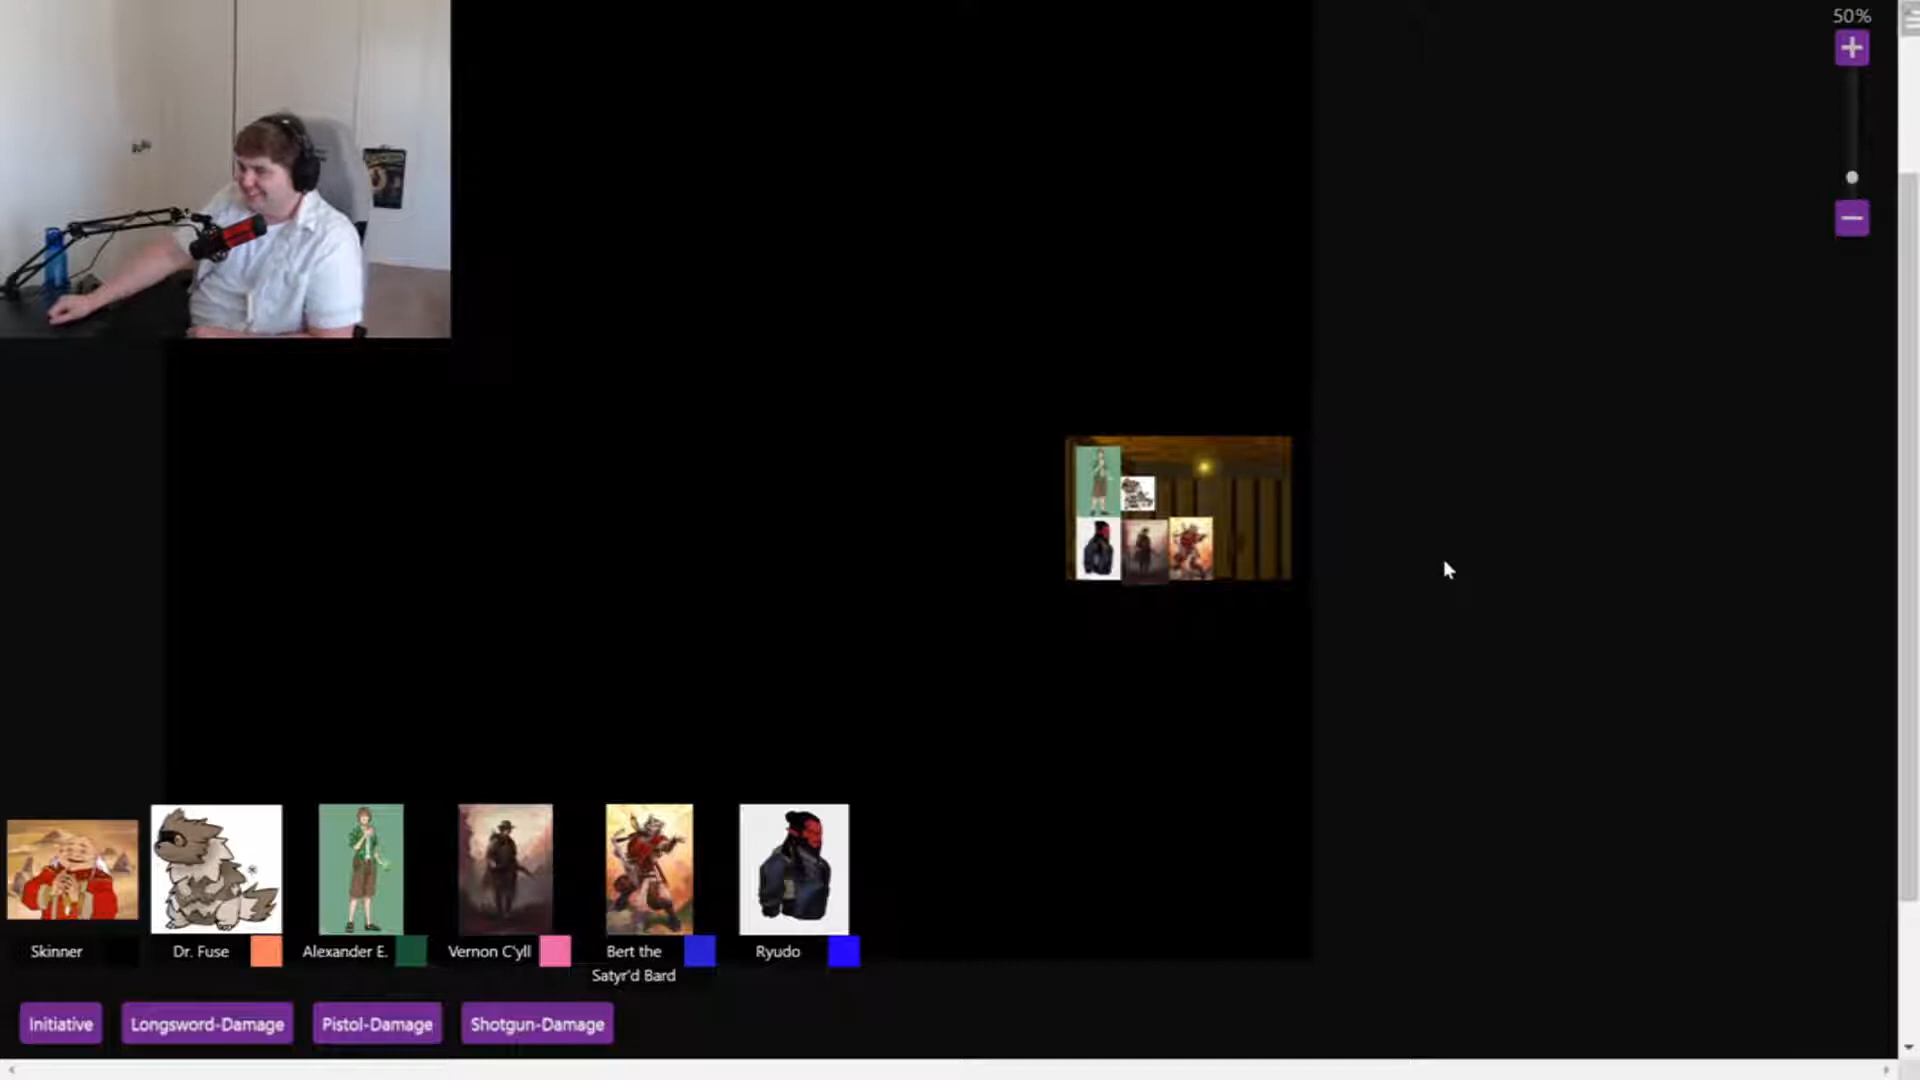 50%
Skinner
Dr. Fuse
Alexander E.
Vernon C'yll
Bert the
Satyr'd Bard
Ryudo
Initiative
Longsword-Damage
Pistol-Damage
Shotgun-Damage